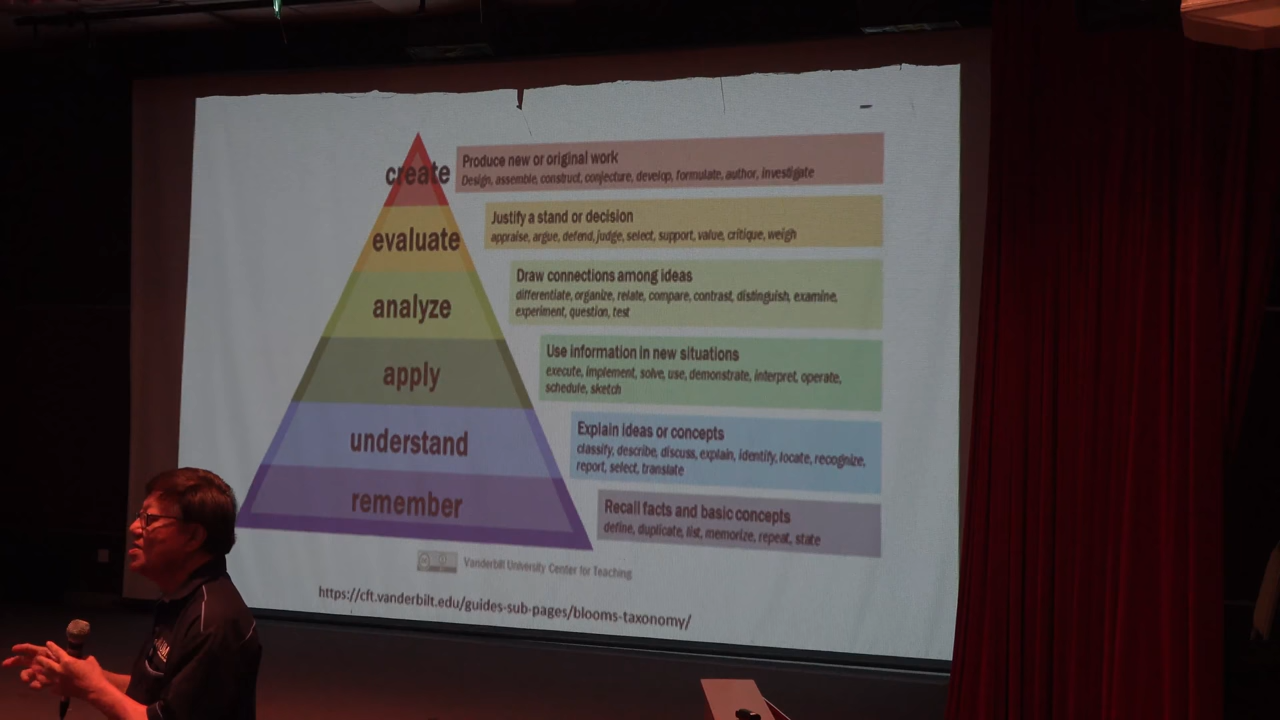 create
Produce new or original work
Design, assemble, construct, conjecture, develop, formulate, author, investigate
evaluate
Justify a stand or decision
appraise, argue, defend, judge, select, support, value, critique, weigh
analyze
Draw connections among ideas
differentiate, organize, relate, compare, contrast, distinguish, examine,
experiment, question, test
apply
Use information in new situations
execute, implement, solve, use, demonstrate, interpret, operate,
schedule, sketch
understand
Explain ideas or concepts
classify, describe, discuss, explain, identify, locate, recognize,
report, select, translate
remember
Recall facts and basic concepts
define, duplicate, list, memorize, repeat, state
Vanderbilt University Center for Teaching
https://cft.vanderbilt.edu/guides-sub-pages/blooms-taxonomy/